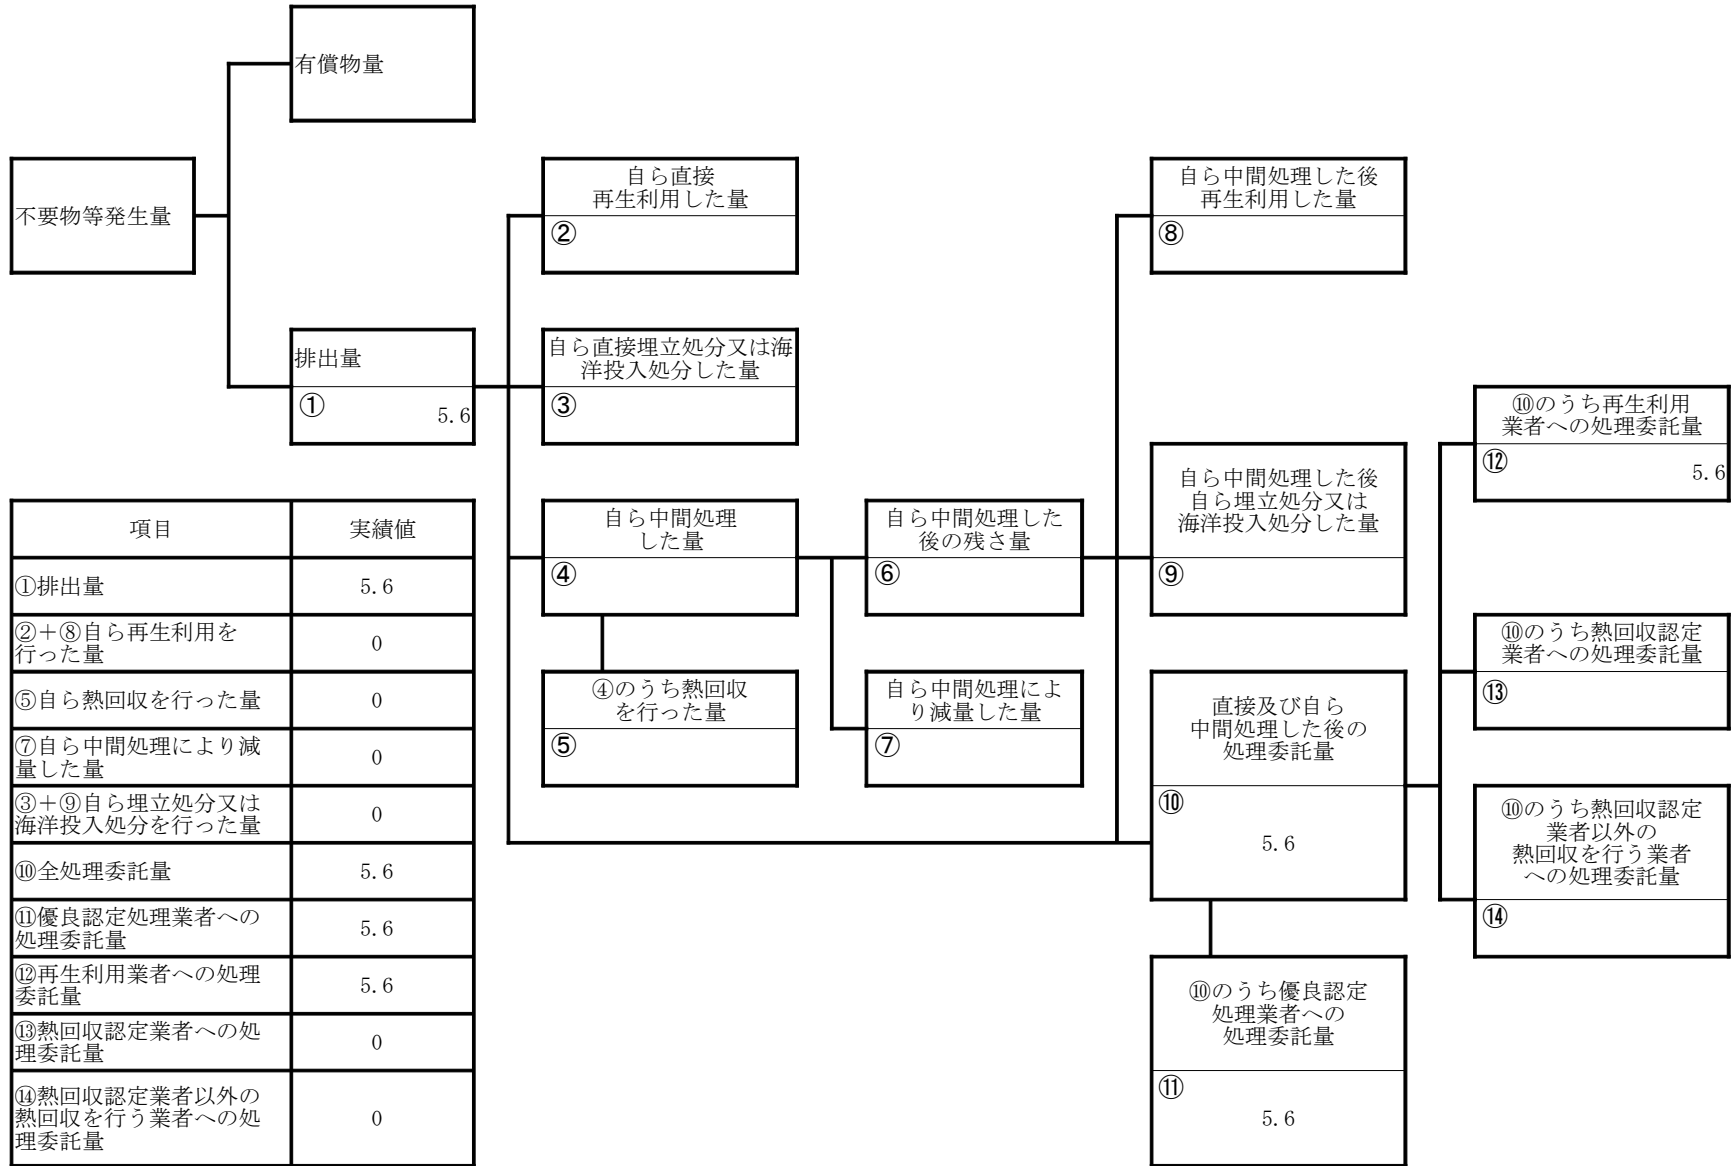 有償物量
不要物等発生量
自ら直接
再生利用した量
②
自ら中間処理した後
再生利用した量
⑧
排出量
①
5.6
自ら直接埋立処分又は海
洋投入処分した量
③
⑩のうち再生利用
業者への処理委託量
⑫
5.6
自ら中間処理
した量
④
自ら中間処理した
後の残さ量
⑥
自ら中間処理した後
自ら埋立処分又は
海洋投入処分した量
⑨
⑩のうち熱回収認定
業者への処理委託量
⑬
④のうち熱回収
を行った量
⑤
自ら中間処理によ
り減量した量
⑦
直接及び自ら
中間処理した後の
処理委託量
⑩
5.6
⑩のうち熱回収認定
業者以外の
熱回収を行う業者
への処理委託量
⑭
⑩のうち優良認定
処理業者への
処理委託量
⑪
5.6
項目 実績値
①排出量 5.6
②＋⑧自ら再生利用を
行った量 0
⑤自ら熱回収を行った量 0
⑦自ら中間処理により減
量した量 0
③＋⑨自ら埋立処分又は
海洋投入処分を行った量 0
⑩全処理委託量 5.6
⑪優良認定処理業者への
処理委託量 5.6
⑫再生利用業者への処理
委託量 5.6
⑬熱回収認定業者への処
理委託量 0
⑭熱回収認定業者以外の
熱回収を行う業者への処
理委託量 0